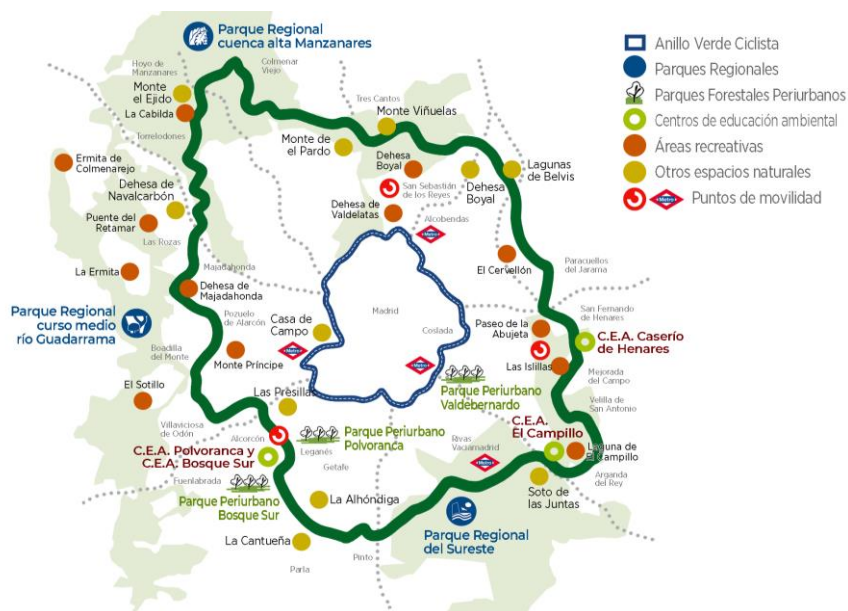 Parque Regional
cuenca alta Manzanares
Hoyo de
Manzanares
Colmenar
Viejo
Monte
el Ejido
La Cabilda
Torrelodones
Tres Cantos
Monte Viñuelas
Monte de
el Pardo
Dehesa
Boyal
San Sebastián
de los Reyes
Dehesa
Boyal
Lagunas
de Belvis
Ermita de
Colmenarejo
Dehesa de
Navalcarbón
Puente del
Retamar
Las Rozas
Dehesa de
Valdelatas
Alcobendas
Metro
La Ermita
Majadahonda
Dehesa de
Majadahonda
El Cervellón
Paracuellos
del Jarama
Parque Regional
curso medio
río Guadarrama
Pozuelo
de Alarcón
Casa de
Campo
Madrid
Coslada
San Fernando
de Henares
Paseo de la
Abujeta
C.E.A. Caserío
de Henares
Boadilla
del Monte
Monte Príncipe
Metro
Metro
Las Islillas
Mejorada
del Campo
El Sotillo
Las Presillas
Parque Periurbano
Valdebernardo
Velilla de
San Antonio
Villaviciosa
de Odón
Alcorcón
Parque Periurbano
Polvoranca
Leganés
C.E.A. Polvoranca y
C.E.A. Bosque Sur
Getafe
Fuenlabrada
Rivas
Vaciamadrid
Metro
C.E.A.
El Campillo
Laguna de
El Campillo
Arganda
del Rey
Parque Periurbano
Bosque Sur
La Alhóndiga
Soto de
las Juntas
La Cantueña
Parque Regional
del Sureste
Pinto
Parla
Anillo Verde Ciclista
Parques Regionales
Parques Forestales Periurbanos
Centros de educación ambiental
Áreas recreativas
Otros espacios naturales
Metro
Puntos de movilidad